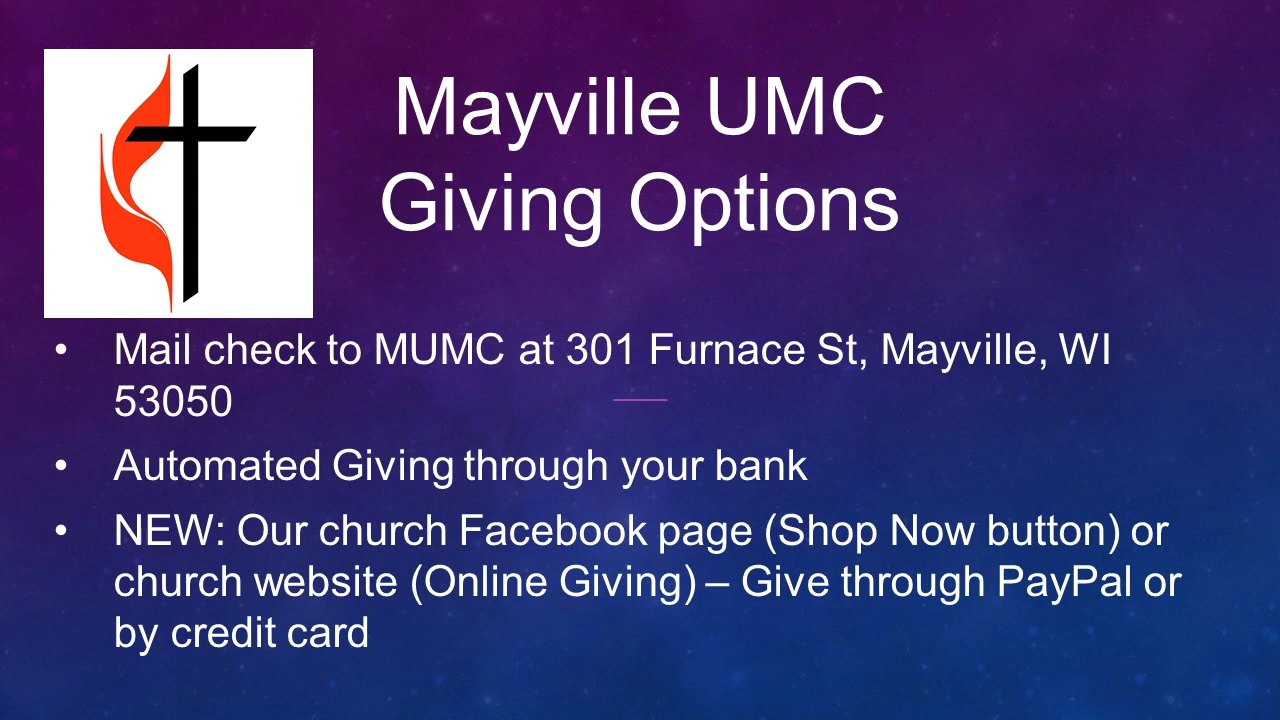 Mayville UMC
Giving Options
• Mail check to MUMC at 301 Furnace St, Mayville, WI
53050
• Automated Giving through your bank
• NEW: Our church Facebook page (Shop Now button) or
church website (Online Giving) – Give through PayPal or
by credit card